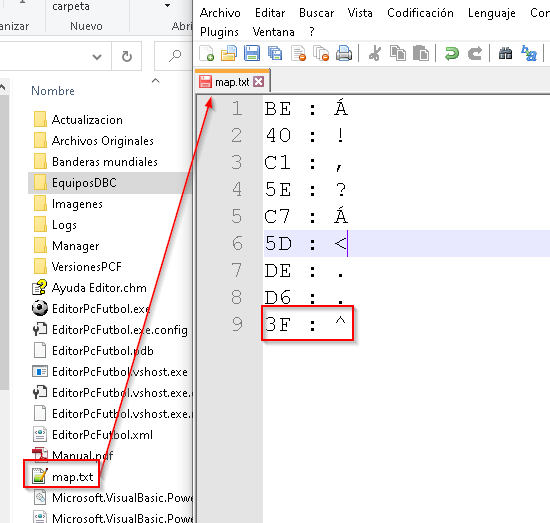 carpeta
anizar
Nuevo
Abri
Nombre
Actualizacion
Archivos Originales
Banderas mundiales
EquiposDBC
Imagenes
Logs
Manager
VersionesPCF
Ayuda Editor.chm
EditorPcFutbol.exe
EditorPcFutbol.exe.config
EditorPcFutbol.pdb
EditorPcFutbol.vshost.exe
EditorPcFutbol.vshost.exe.
EditorPcFutbol.vshost.exe.
EditorPcFutbol.xml
Manual.pdf
map.txt
Microsoft.VisualBasic.Powe
Microsoft.VisualBasic.Powe
Archivo Editar Buscar Vista Codificación Lenguaje Con
Plugins Ventana ?
map.txt
1 BE : Á
2 40 : !
3 C1 : ,
4 5E : ?
5 C7 : Á
6 5D : <
7 DE : .
8 D6 : .
9 3F : ^